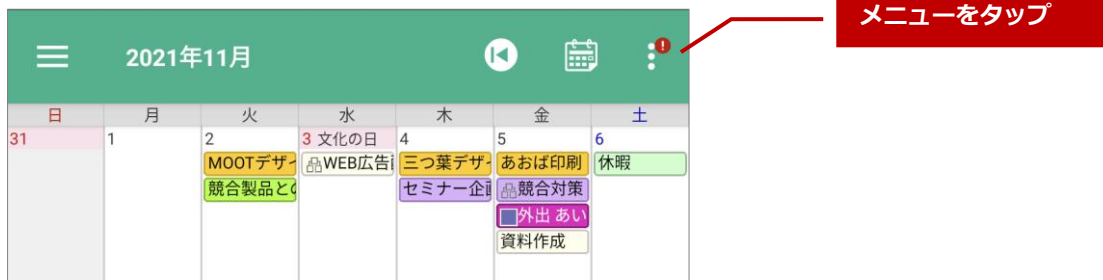 メニューをタップ
2021年11月
日 月 火 水 木 金 土
31 1 2 3 文化の日 4 5 6
MOOTデザイ WEB広告 三つ葉デザイ あおば印刷 休暇
競合製品と セミナー企 競合対策
外出 あい
資料作成